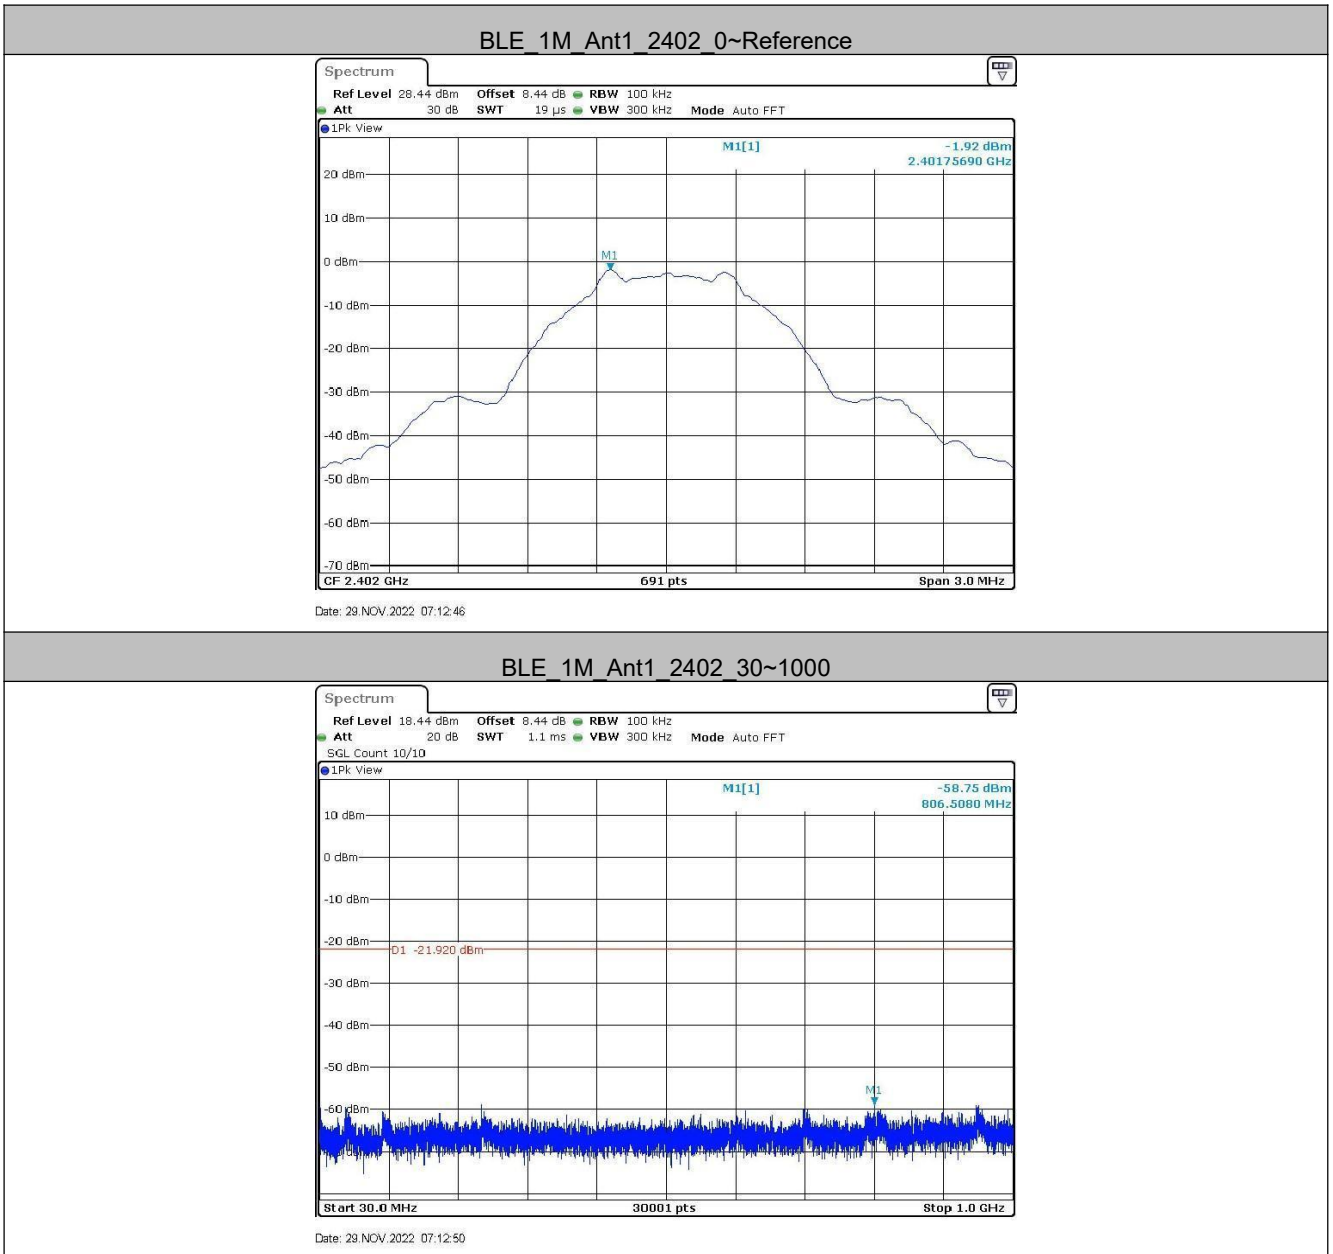 BLE_1M_Ant1_2402_0~Reference
Spectrum
Ref Level 28.44 dBm Offset 8.44 dB RBW 100 kHz
Att 30 dB SWT 19 µs VBW 300 kHz Mode Auto FFT
1Pk View
M1[1] -1.92 dBm
2.40175690 GHz
20 dBm
10 dBm
M1
0 dBm
-10 dBm
-20 dBm
-30 dBm
-40 dBm
-50 dBm
-60 dBm
-70 dBm
CF 2.402 GHz 691 pts Span 3.0 MHz
Date: 29.NOV.2022 07:12:46
BLE_1M_Ant1_2402_30~1000
Spectrum
Ref Level 18.44 dBm Offset 8.44 dB RBW 100 kHz
Att 20 dB SWT 1.1 ms VBW 300 kHz Mode Auto FFT
SGL Count 10/10
1Pk View
M1[1] -58.75 dBm
806.5080 MHz
10 dBm
0 dBm
-10 dBm
-20 dBm
D1 -21.920 dBm
-30 dBm
-40 dBm
-50 dBm
M1
-60 dBm
Start 30.0 MHz 30001 pts Stop 1.0 GHz
Date: 29.NOV.2022 07:12:50